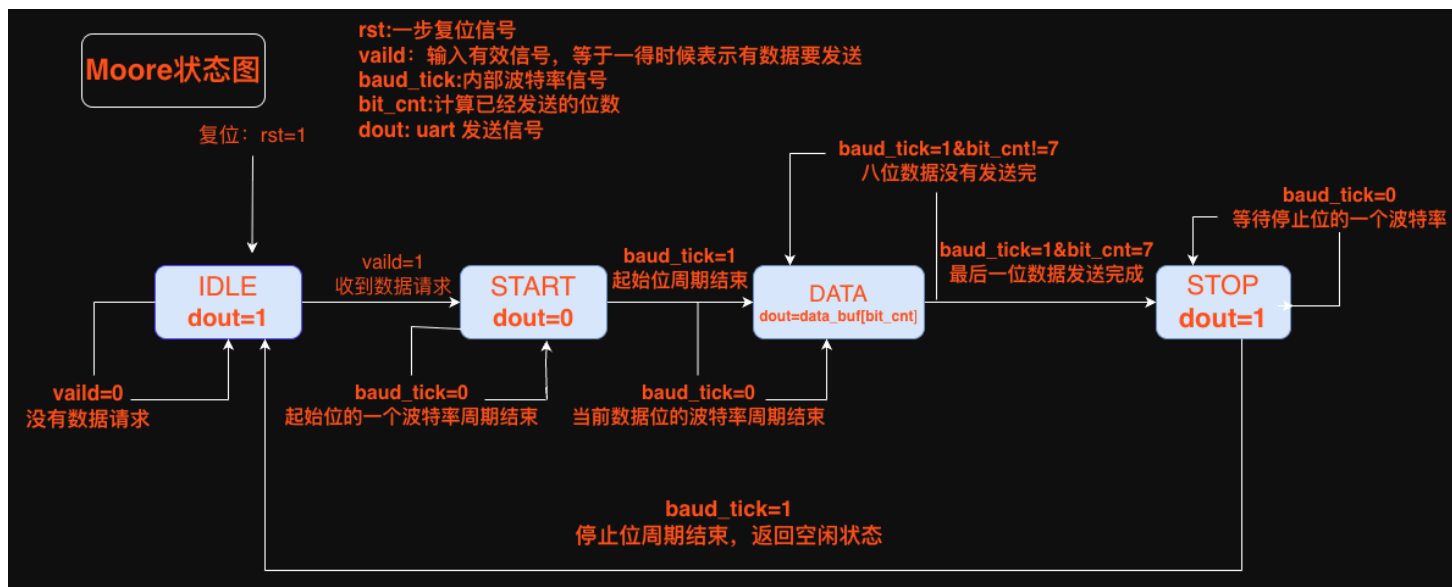 Moore状态图
rst:一步复位信号
vaild：输入有效信号，等于一得时候表示有数据要发送
baud_tick:内部波特率信号
bit_cnt:计算已经发送的位数
dout: uart 发送信号
复位：rst=1
baud_tick=1&bit_cnt!=7
八位数据没有发送完
baud_tick=0
等待停止位的一个波特率
vaild=1
收到数据请求
baud_tick=1
起始位周期结束
baud_tick=1&bit_cnt=7
最后一位数据发送完成
IDLE
dout=1
START
dout=0
DATA
dout=data_buf[bit_cnt]
STOP
dout=1
vaild=0
没有数据请求
baud_tick=0
起始位的一个波特率周期结束
baud_tick=0
当前数据位的波特率周期结束
baud_tick=1
停止位周期结束，返回空闲状态